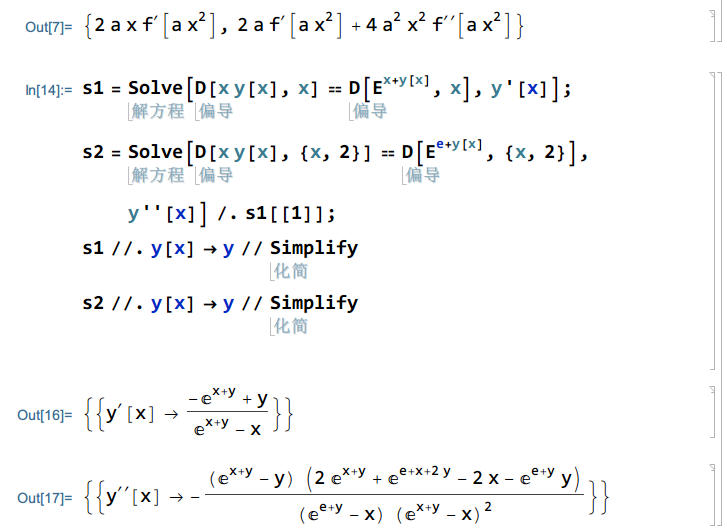 Out[7]= {2 a x f′[a x²], 2 a f′[a x²] + 4 a² x² f′′[a x²]}
In[14]:= s1 = Solve[D[x y[x], x] == D[E^(x+y[x]), x], y'[x]];
解方程 偏导 偏导
s2 = Solve[D[x y[x], {x, 2}] == D[E^(e+y[x]), {x, 2}],
解方程 偏导 偏导
y''[x]] /. s1[[1]];
s1 //. y[x] → y // Simplify
化简
s2 //. y[x] → y // Simplify
化简
Out[16]= {{y′[x] → (-e^(x+y) + y)/(e^(x+y) - x)}}
Out[17]= {{y′′[x] → -((e^(x+y) - y) (2 e^(x+y) + e^(e+x+2 y) - 2 x - e^(e+y) y))/((e^(e+y) - x) (e^(x+y) - x)²)}}